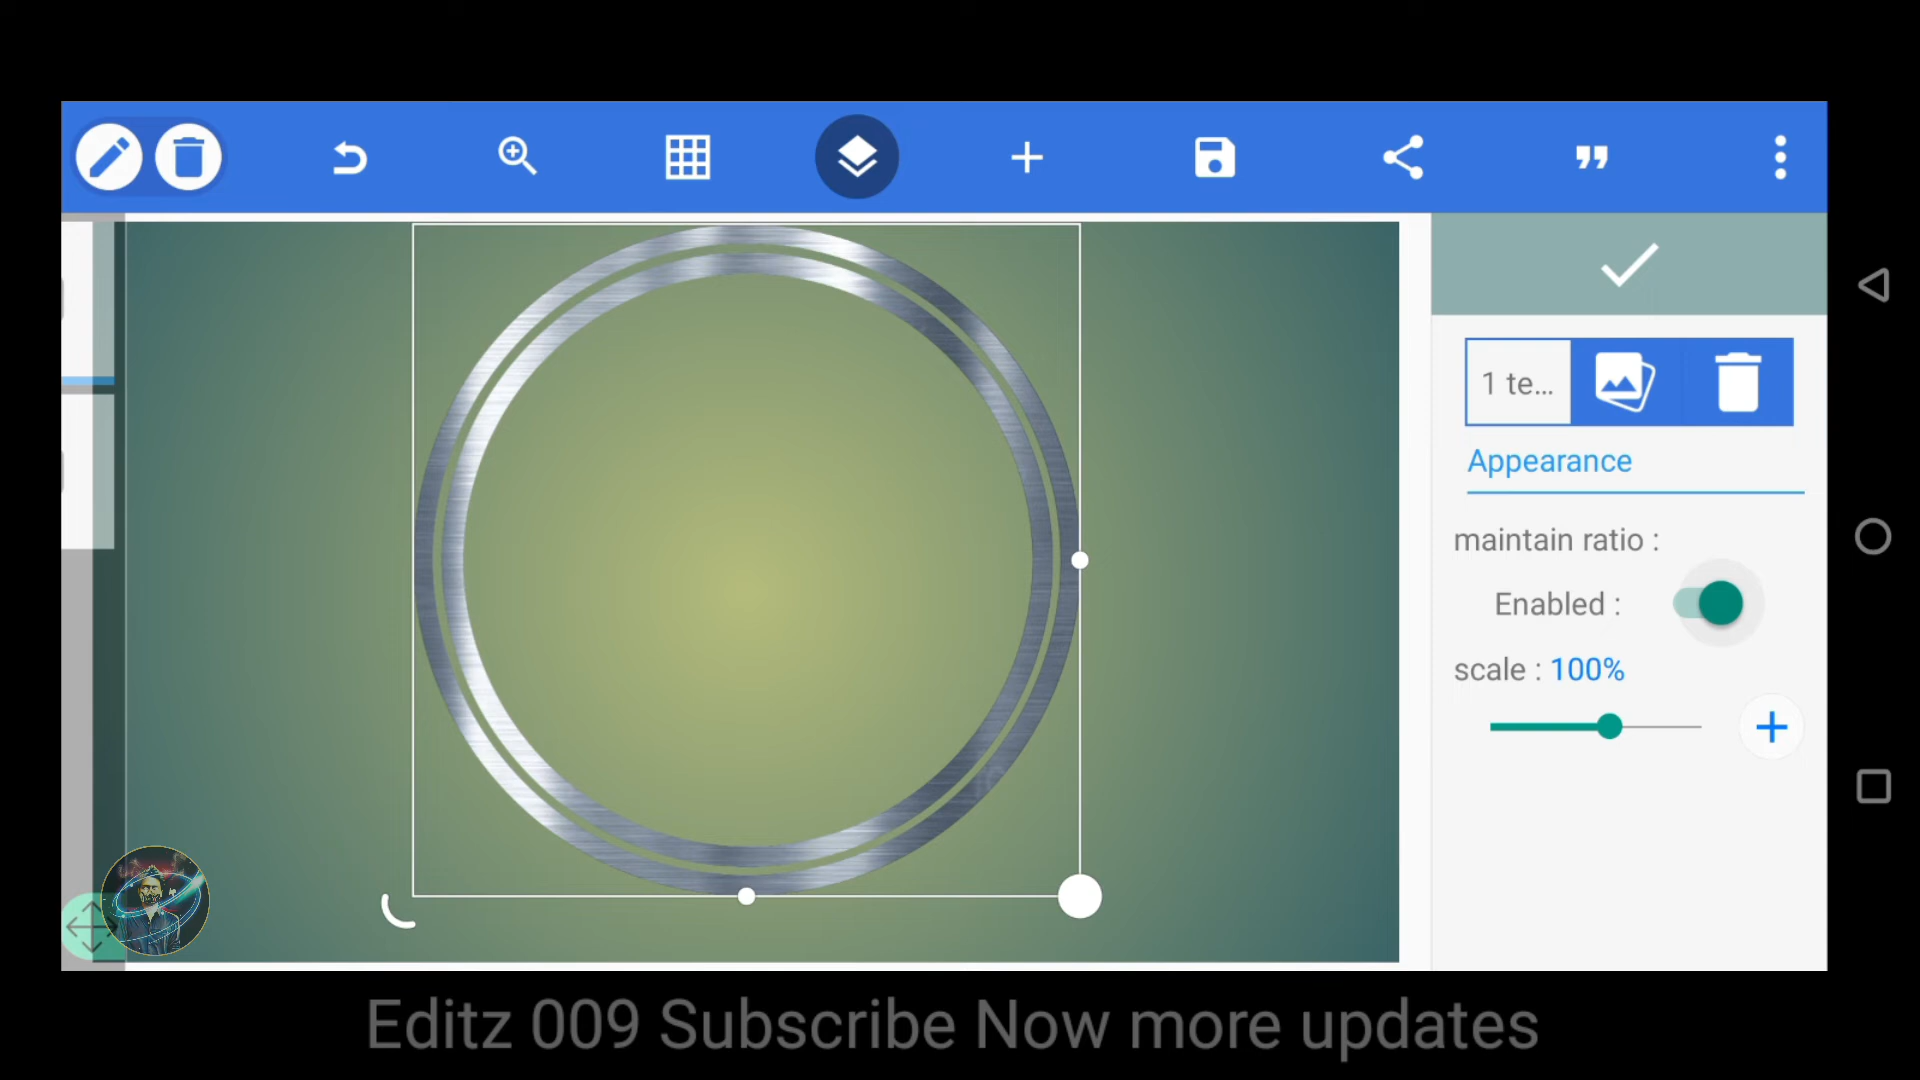 1 te...
Appearance
maintain ratio :
Enabled :
scale : 100%
Editz 009 Subscribe Now more updates